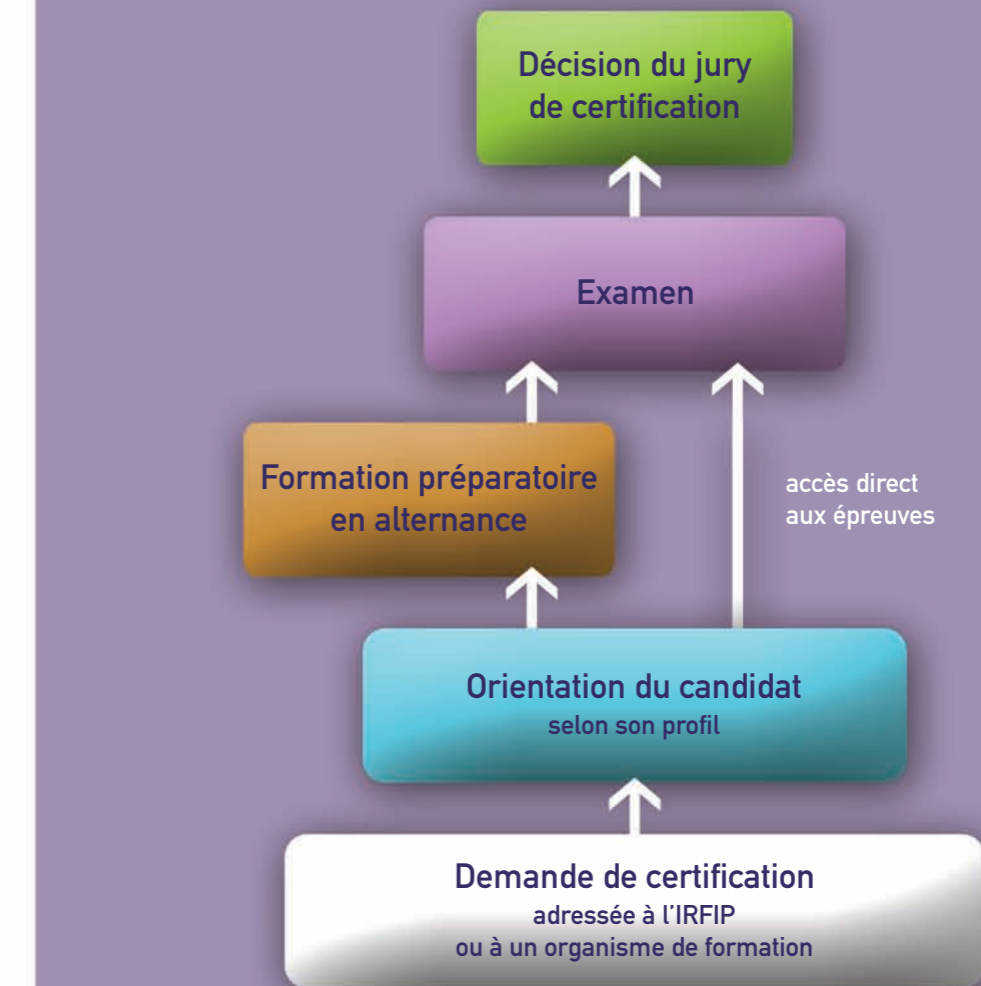 Décision du jury
de certification
Examen
Formation préparatoire
en alternance
accès direct
aux épreuves
Orientation du candidat
selon son profil
Demande de certification
adressée à l'IRFIP
ou à un organisme de formation